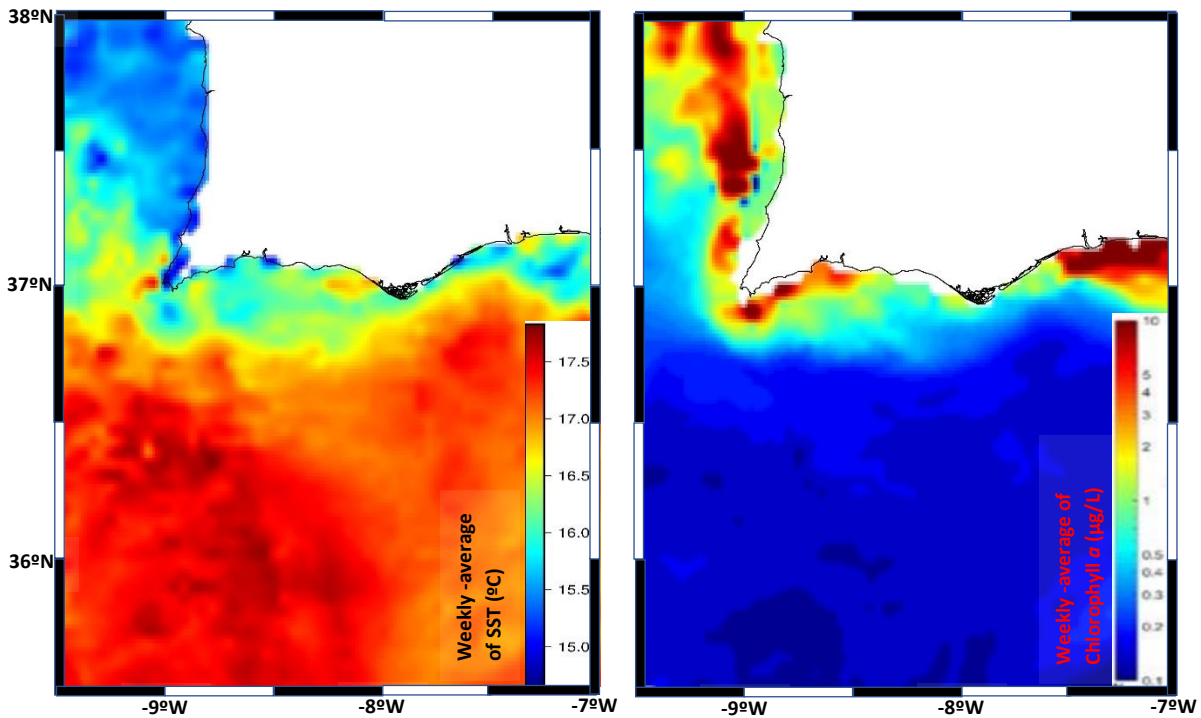 38ºN
37ºN
36ºN
-9ºW
-8ºW
-7ºW
17.5
17.0
16.5
16.0
15.5
15.0
Weekly -average
of SST (ºC)
-9ºW
-8ºW
-7ºW
10
5
4
3
2
1
0.5
0.4
0.3
0.2
0.1
Weekly -average of
Chlorophyll a (µg/L)